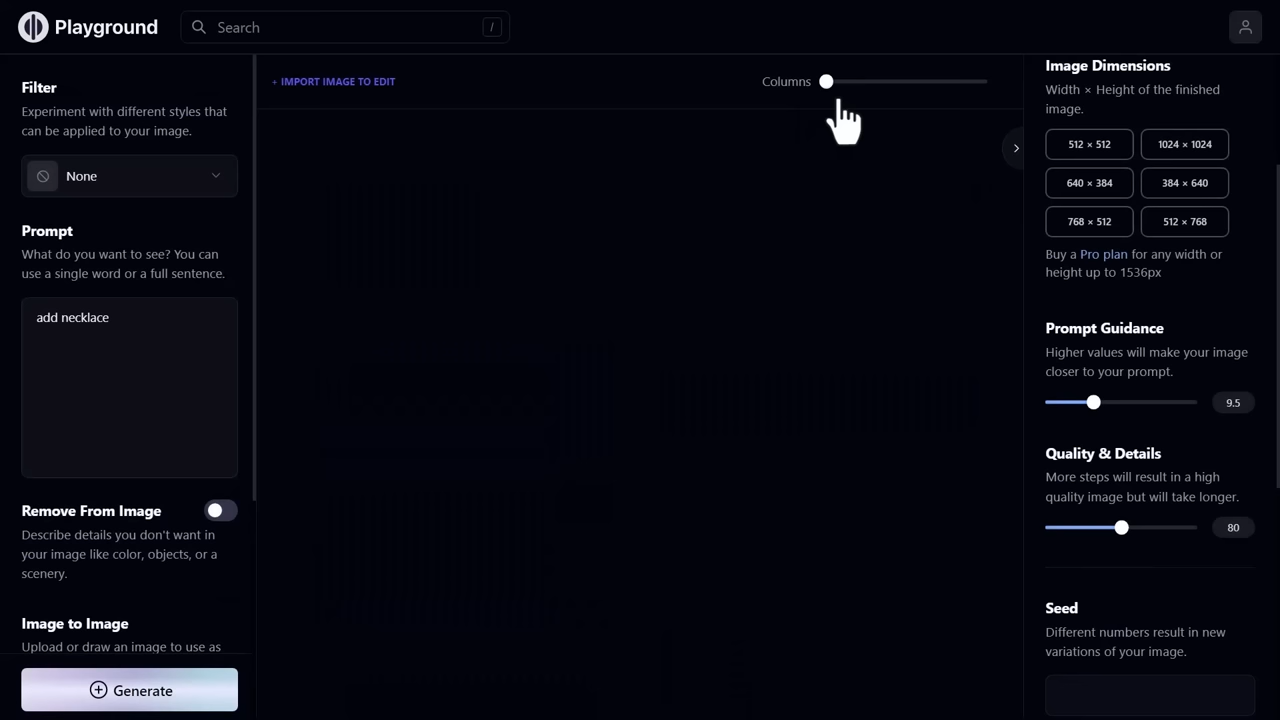 Playground
Search
/
Filter
Experiment with different styles that
can be applied to your image.
None
Prompt
What do you want to see? You can
use a single word or a full sentence.
add necklace
Remove From Image
Describe details you don't want in
your image like color, objects, or a
scenery.
Image to Image
Upload or draw an image to use as
Generate
+ IMPORT IMAGE TO EDIT
Columns
Image Dimensions
Width × Height of the finished
image.
512 × 512
1024 × 1024
640 × 384
384 × 640
768 × 512
512 × 768
Buy a Pro plan for any width or
height up to 1536px
Prompt Guidance
Higher values will make your image
closer to your prompt.
9.5
Quality & Details
More steps will result in a high
quality image but will take longer.
80
Seed
Different numbers result in new
variations of your image.